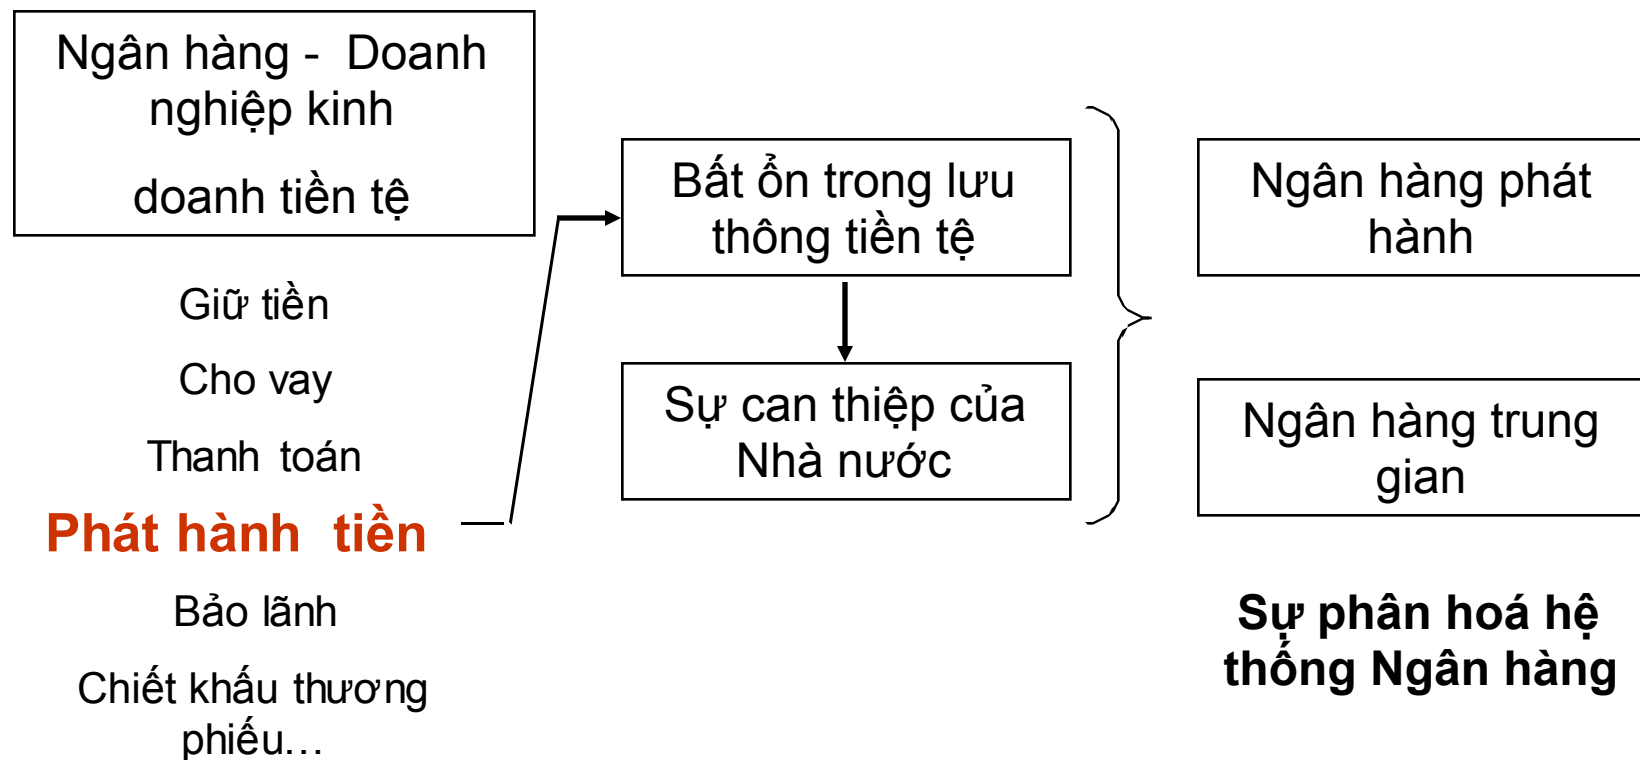 Ngân hàng - Doanh
nghiệp kinh
doanh tiền tệ
Giữ tiền
Cho vay
Thanh toán
Phát hành tiền
Bảo lãnh
Chiết khấu thương
phiếu...
Bất ổn trong lưu
thông tiền tệ
Sự can thiệp của
Nhà nước
Ngân hàng phát
hành
Ngân hàng trung
gian
Sự phân hoá hệ
thống Ngân hàng